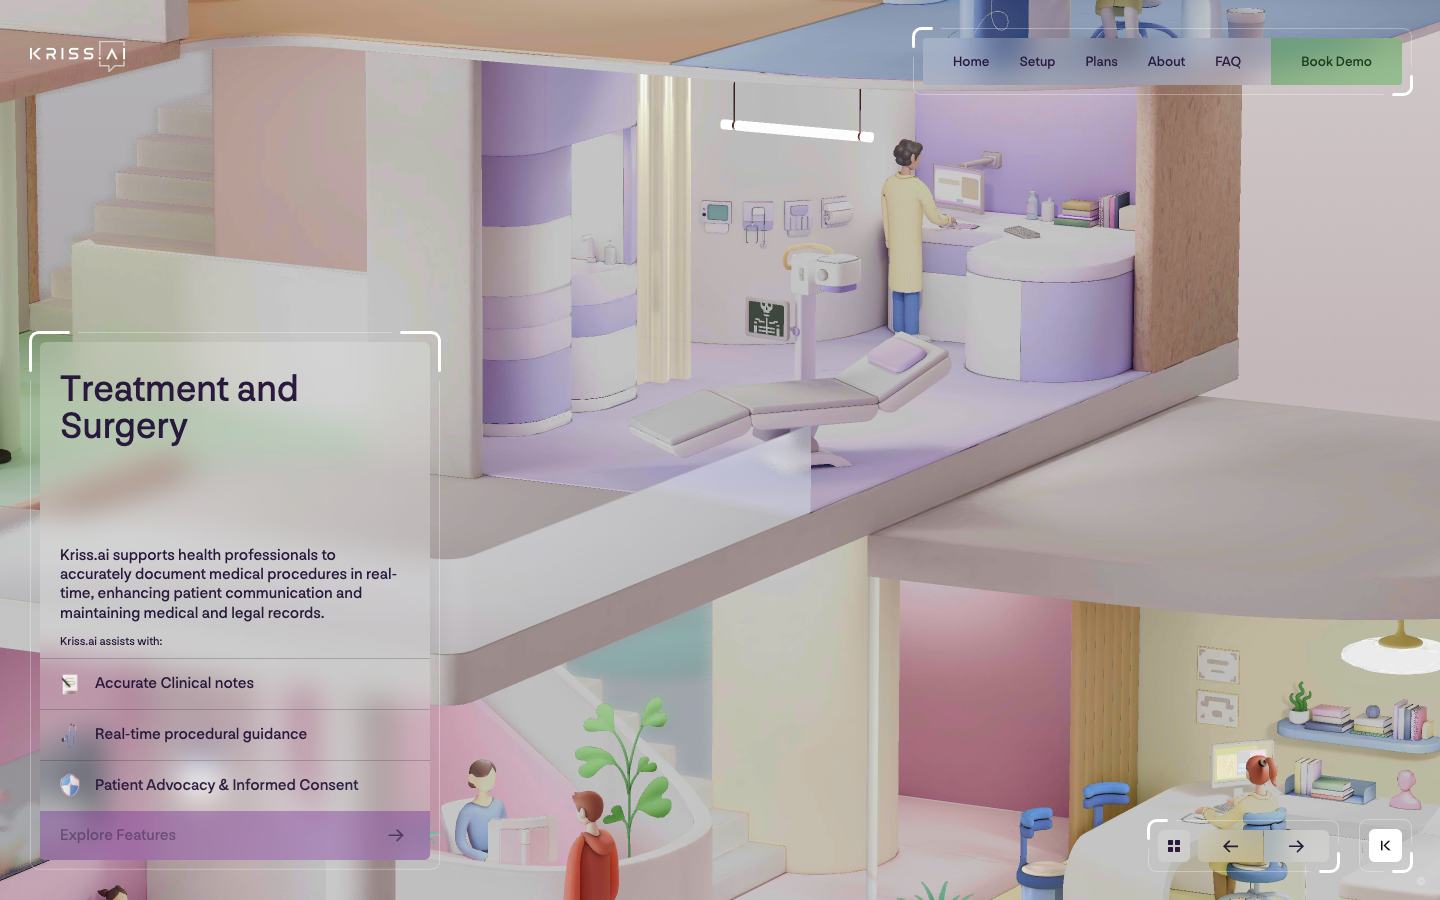 KRISS.AI
Home
Setup
Plans
About
FAQ
Book Demo
Treatment and
Surgery
Kriss.ai supports health professionals to
accurately document medical procedures in real-
time, enhancing patient communication and
maintaining medical and legal records.
Kriss.ai assists with:
Accurate Clinical notes
Real-time procedural guidance
Patient Advocacy & Informed Consent
Explore Features